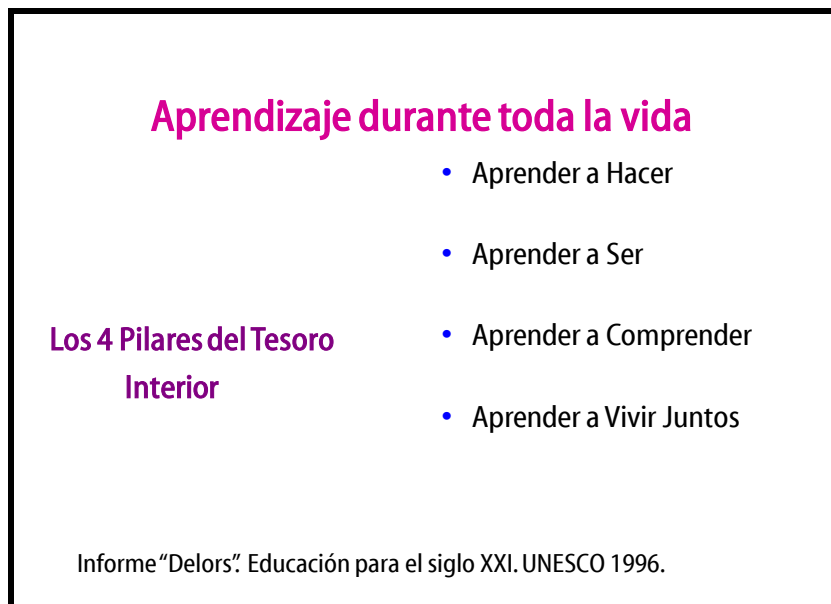 Aprendizaje durante toda la vida
Los 4 Pilares del Tesoro
Interior
• Aprender a Hacer
• Aprender a Ser
• Aprender a Comprender
• Aprender a Vivir Juntos
Informe “Delors”. Educación para el siglo XXI. UNESCO 1996.